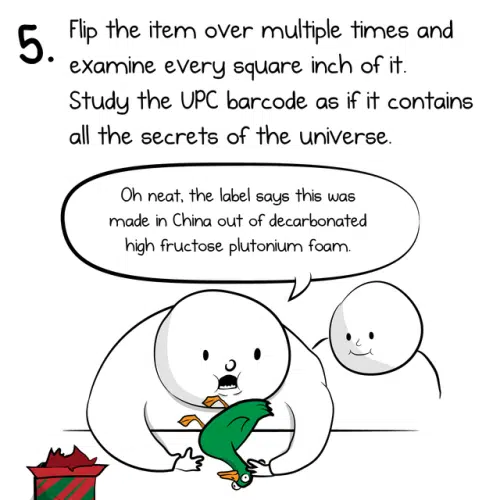 5. Flip the item over multiple times and
examine every square inch of it.
Study the UPC barcode as if it contains
all the secrets of the universe.
Oh neat, the label says this was
made in China out of decarbonated
high fructose plutonium foam.